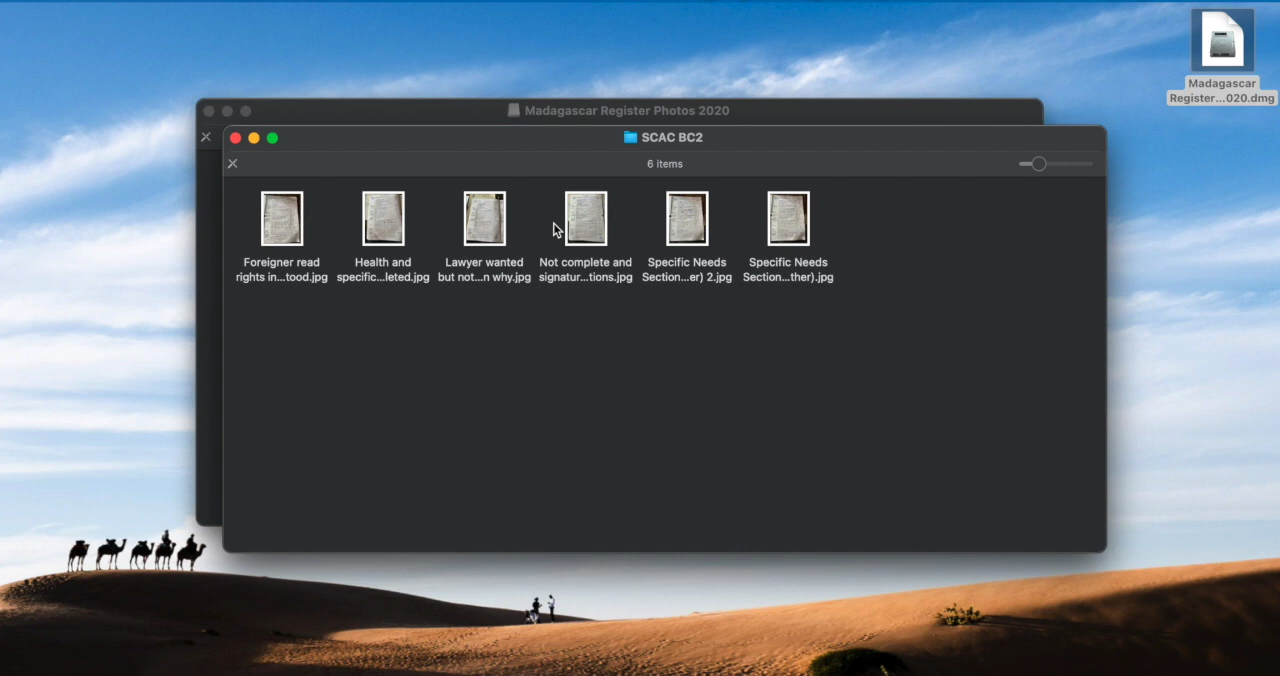 Madagascar
Register...020.dmg
Madagascar Register Photos 2020
SCAC BC2
6 items
Foreigner read
rights in...tood.jpg
Health and
specific...leted.jpg
Lawyer wanted
but not...n why.jpg
Not complete and
signatur...tions.jpg
Specific Needs
Section...er) 2.jpg
Specific Needs
Section...ther).jpg